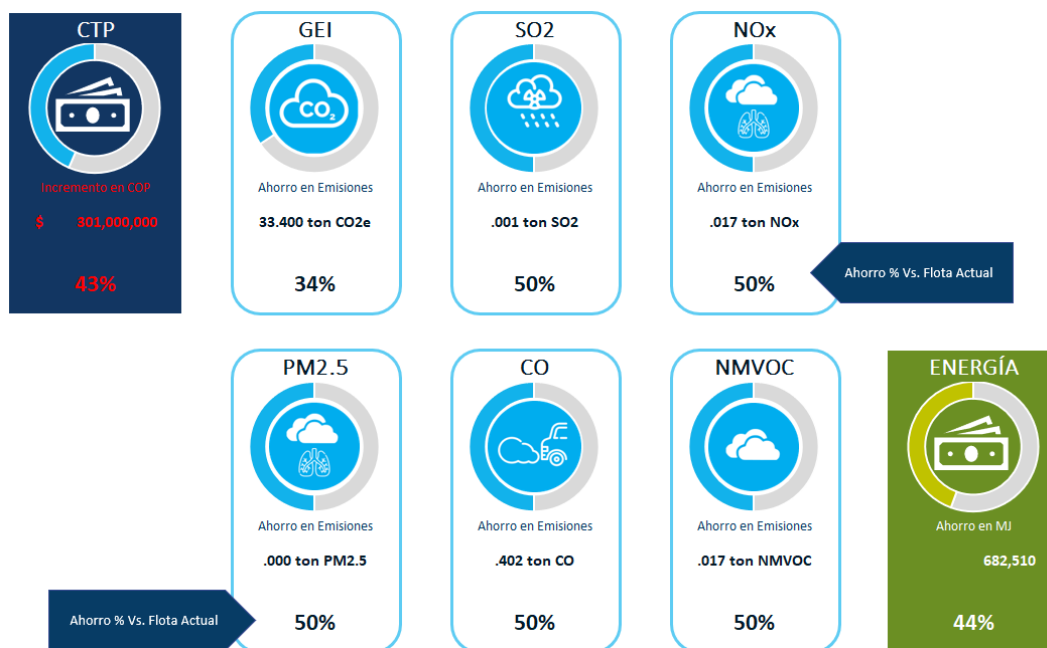 CTP
Incremento en COP
$ 301,000,000
43%
GEI
CO2
Ahorro en Emisiones
33.400 ton CO2e
34%
SO2
Ahorro en Emisiones
.001 ton SO2
50%
NOx
Ahorro en Emisiones
.017 ton NOx
50%
Ahorro % Vs. Flota Actual
PM2.5
Ahorro en Emisiones
.000 ton PM2.5
50%
Ahorro % Vs. Flota Actual
CO
Ahorro en Emisiones
.402 ton CO
50%
NMVOC
Ahorro en Emisiones
.017 ton NMVOC
50%
ENERGÍA
Ahorro en MJ
682,510
44%